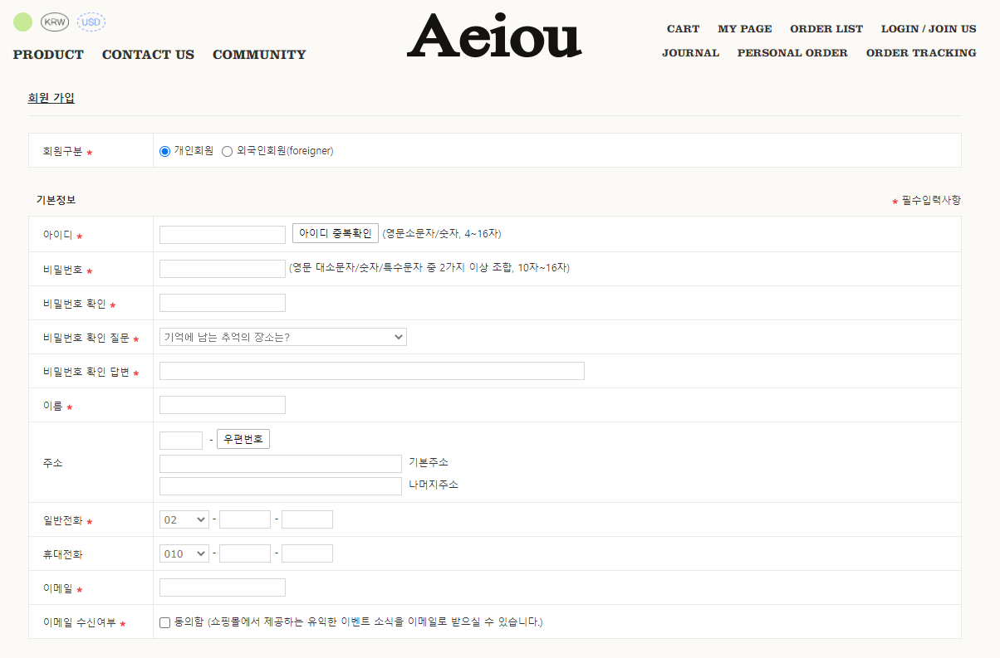 KRW USD
PRODUCT CONTACT US COMMUNITY
Aeiou
CART MY PAGE ORDER LIST LOGIN / JOIN US
JOURNAL PERSONAL ORDER ORDER TRACKING
회원 가입
회원구분 * 개인회원 외국인회원(foreigner)
기본정보 * 필수입력사항
아이디 * 아이디 중복확인 (영문소문자/숫자, 4~16자)
비밀번호 * (영문 대소문자/숫자/특수문자 중 2가지 이상 조합, 10자~16자)
비밀번호 확인 *
비밀번호 확인 질문 * 기억에 남는 추억의 장소는?
비밀번호 확인 답변 *
이름 *
주소 - 우편번호
기본주소
나머지주소
일반전화 * 02 - -
휴대전화 010 - -
이메일 *
이메일 수신여부 * 동의함 (쇼핑몰에서 제공하는 유익한 이벤트 소식을 이메일로 받으실 수 있습니다.)